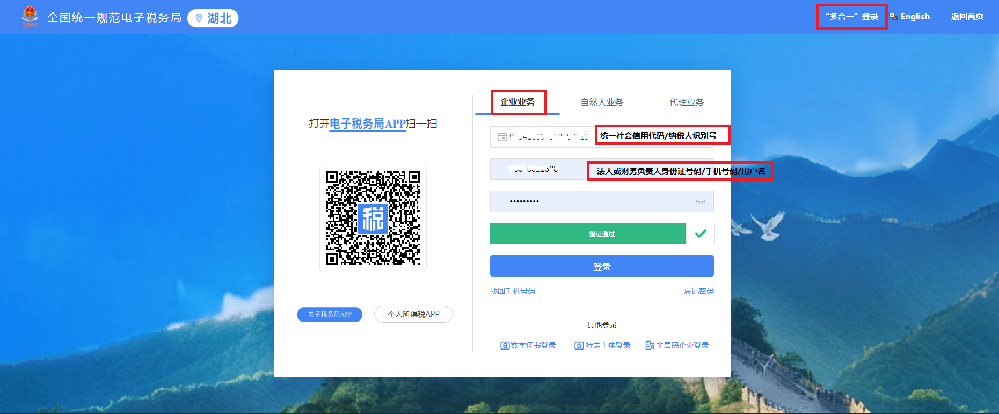 全国统一规范电子税务局 湖北
“多合一”登录 English 返回首页
打开电子税务局APP扫一扫
税
电子税务局APP 个人所得税APP
企业业务 自然人业务 代理业务
统一社会信用代码/纳税人识别号
法人或财务负责人身份证号码/手机号码/用户名
•••••••••
验证通过
登录
找回手机号码 忘记密码
其他登录
数字证书登录 特定主体登录 非居民企业登录